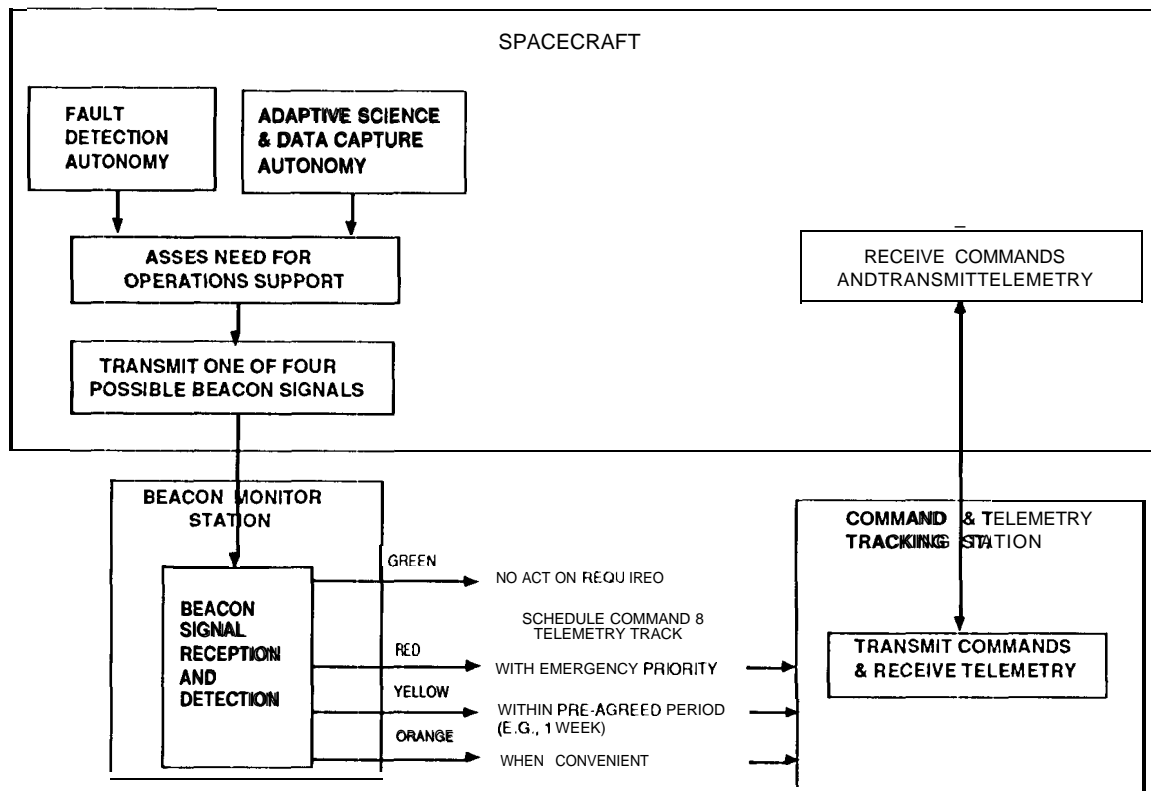 SPACECRAFT
FAULT
DETECTION
AUTONOMY
ADAPTIVE SCIENCE
& DATA CAPTURE
AUTONOMY
ASSES NEED FOR
OPERATIONS SUPPORT
TRANSMIT ONE OF FOUR
POSSIBLE BEACON SIGNALS
RECEIVE COMMANDS
ANDTRANSMITTELEMETRY
BEACON MONITOR
STATION
BEACON
SIGNAL
RECEPTION
AND
DETECTION
GREEN
NO ACT ON REQU IREO
SCHEDULE COMMAND 8
TELEMETRY TRACK
RED
WITH EMERGENCY PRIORITY
YELLOW
WITHIN PRE-AGREED PERIOD
(E.G., 1 WEEK)
ORANGE
WHEN CONVENIENT
COMMAND & TELEMETRY
TRACKING STATION
TRANSMIT COMMANDS
& RECEIVE TELEMETRY